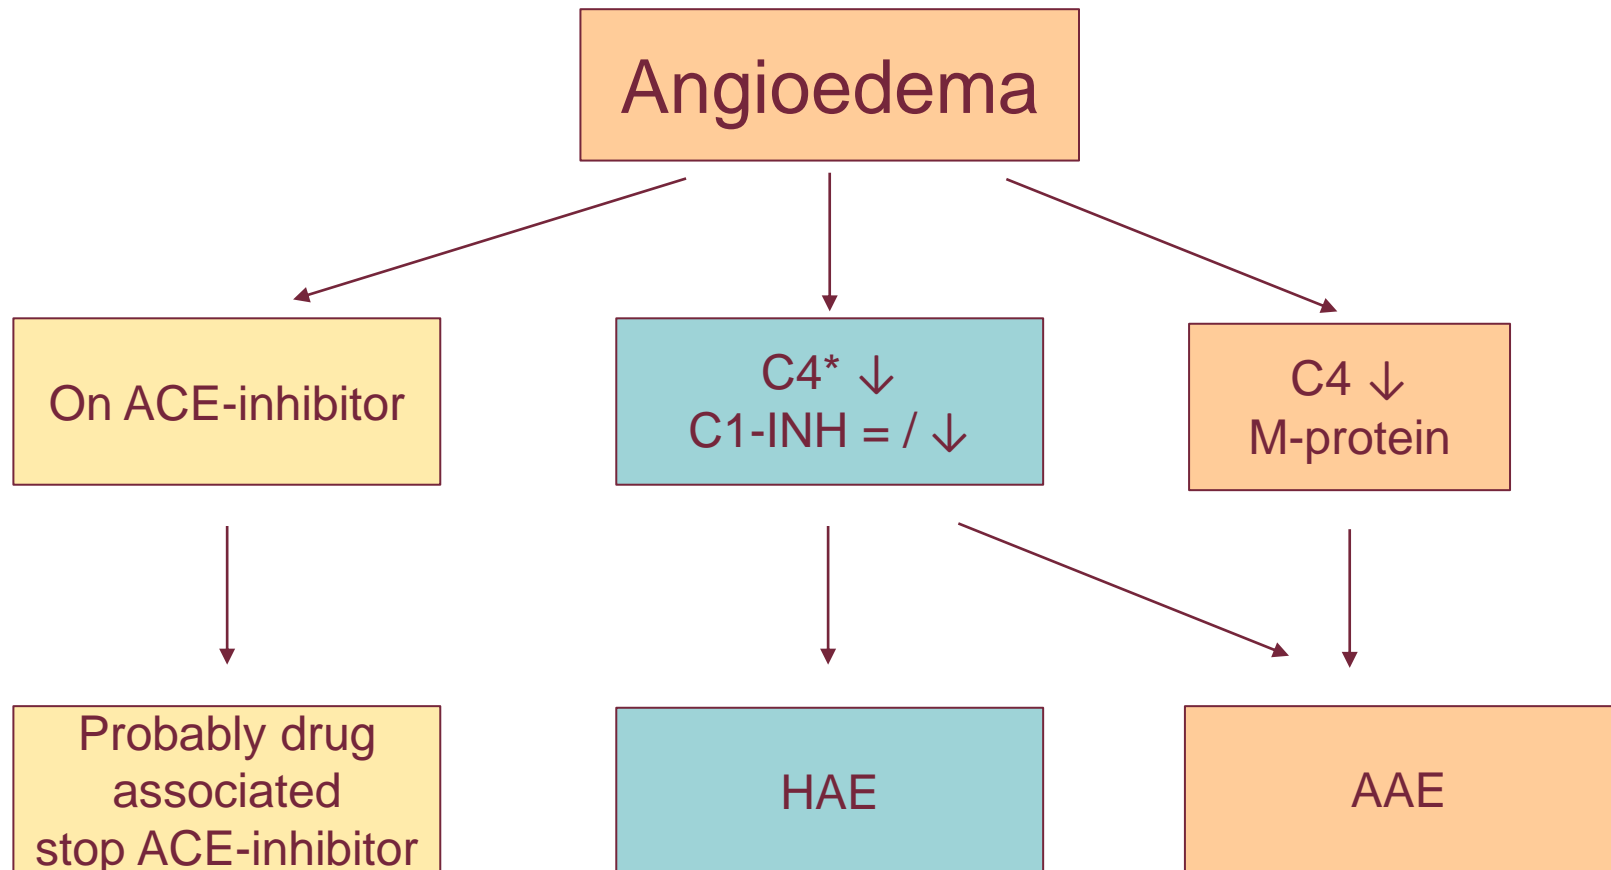 Angioedema
On ACE-inhibitor
C4* ↓
C1-INH = / ↓
C4 ↓
M-protein
Probably drug
associated
stop ACE-inhibitor
HAE
AAE